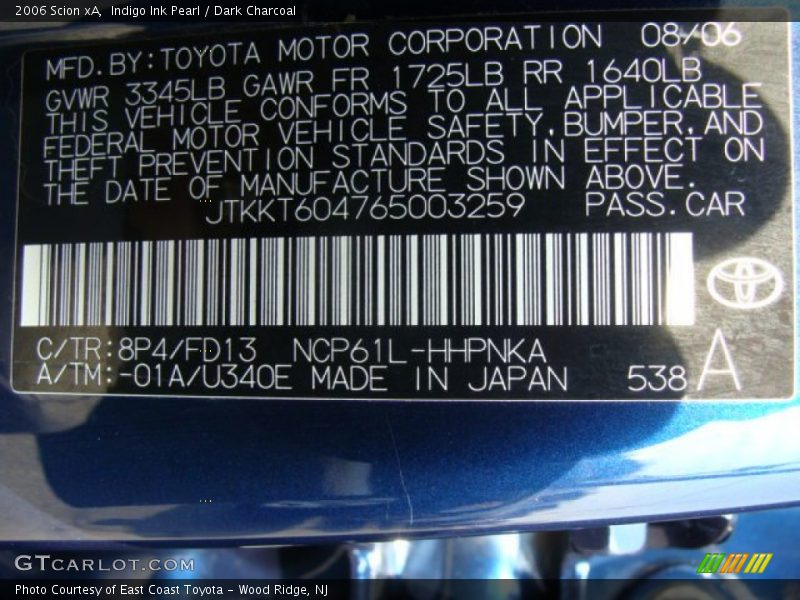 2006 Scion xA, Indigo Ink Pearl / Dark Charcoal
MFD.BY:TOYOTA MOTOR CORPORATION 08/06
GVWR 3345LB GAWR FR 1725LB RR 1640LB
THIS VEHICLE CONFORMS TO ALL APPLICABLE
FEDERAL MOTOR VEHICLE SAFETY,BUMPER,AND
THEFT PREVENTION STANDARDS IN EFFECT ON
THE DATE OF MANUFACTURE SHOWN ABOVE.
JTKKT604765003259 PASS.CAR
C/TR:8P4/FD13 NCP61L-HHPNKA
A/TM:-01A/U340E MADE IN JAPAN 538 A
GTCARLOT.COM
Photo Courtesy of East Coast Toyota - Wood Ridge, NJ